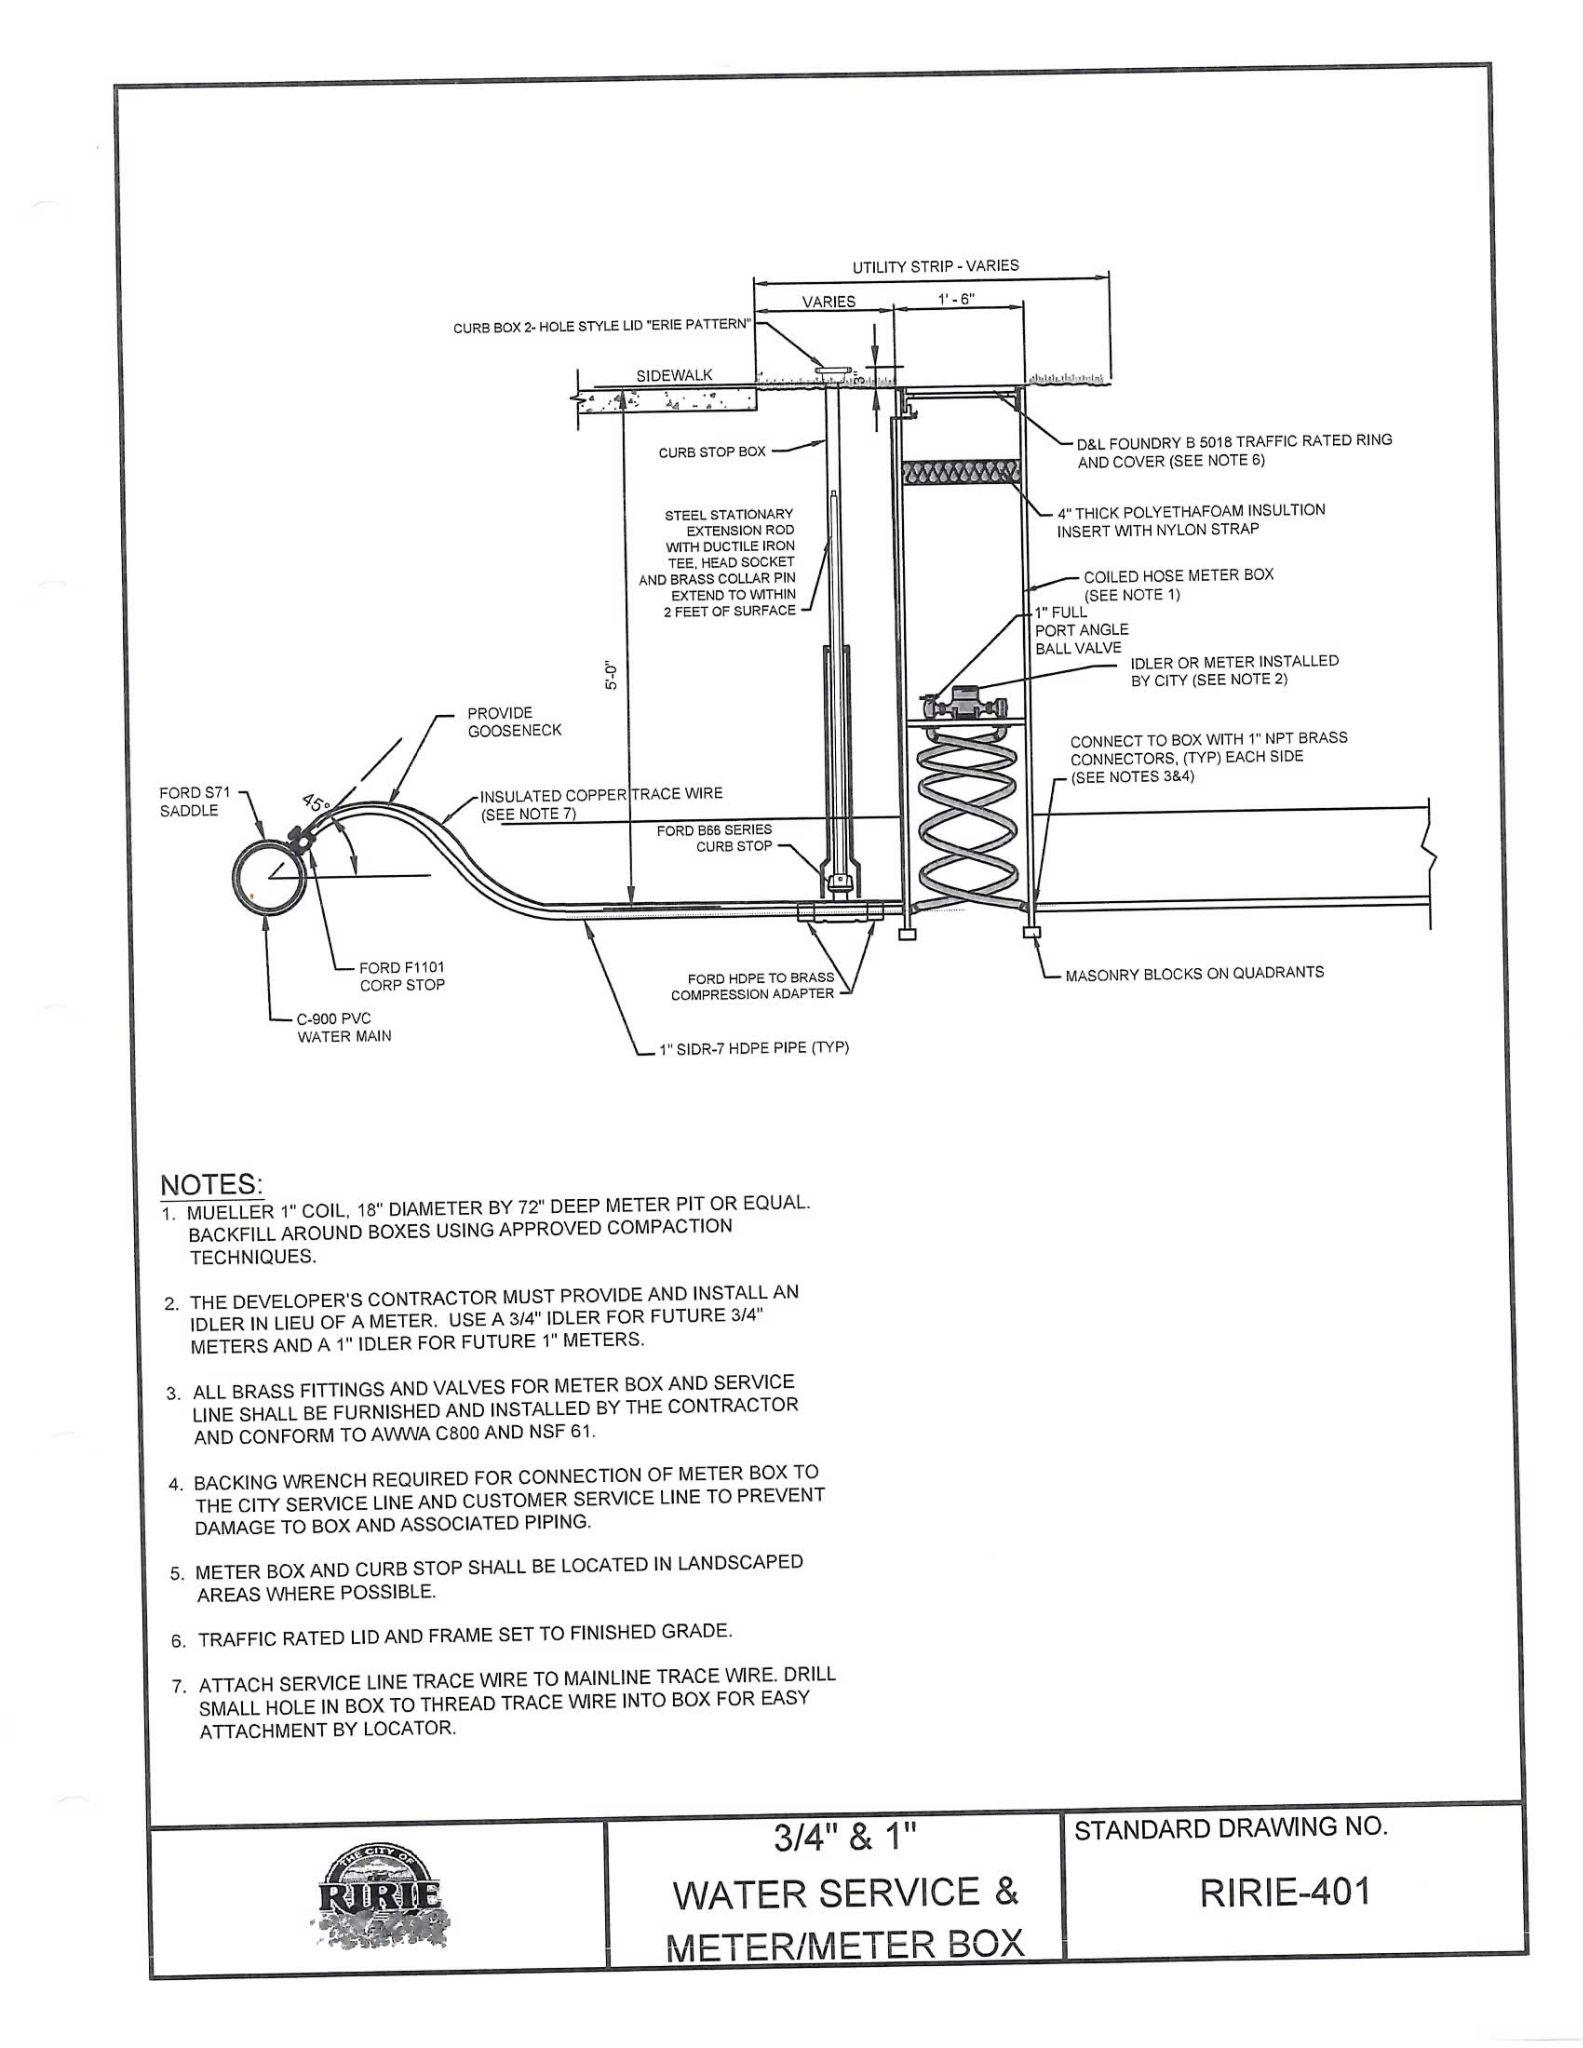 UTILITY STRIP - VARIES
VARIES
1' - 6"
CURB BOX 2- HOLE STYLE LID "ERIE PATTERN"
3"
SIDEWALK
CURB STOP BOX
D&L FOUNDRY B 5018 TRAFFIC RATED RING
AND COVER (SEE NOTE 6)
STEEL STATIONARY
EXTENSION ROD
WITH DUCTILE IRON
TEE, HEAD SOCKET
AND BRASS COLLAR PIN
EXTEND TO WITHIN
2 FEET OF SURFACE
4" THICK POLYETHAFOAM INSULTION
INSERT WITH NYLON STRAP
COILED HOSE METER BOX
(SEE NOTE 1)
1" FULL
PORT ANGLE
BALL VALVE
IDLER OR METER INSTALLED
BY CITY (SEE NOTE 2)
5'-0"
PROVIDE
GOOSENECK
CONNECT TO BOX WITH 1" NPT BRASS
CONNECTORS, (TYP) EACH SIDE
(SEE NOTES 3&4)
FORD S71
SADDLE
45°
INSULATED COPPER TRACE WIRE
(SEE NOTE 7)
FORD B66 SERIES
CURB STOP
FORD F1101
CORP STOP
FORD HDPE TO BRASS
COMPRESSION ADAPTER
MASONRY BLOCKS ON QUADRANTS
C-900 PVC
WATER MAIN
1" SIDR-7 HDPE PIPE (TYP)
NOTES:
1. MUELLER 1" COIL, 18" DIAMETER BY 72" DEEP METER PIT OR EQUAL.
BACKFILL AROUND BOXES USING APPROVED COMPACTION
TECHNIQUES.
2. THE DEVELOPER'S CONTRACTOR MUST PROVIDE AND INSTALL AN
IDLER IN LIEU OF A METER. USE A 3/4" IDLER FOR FUTURE 3/4"
METERS AND A 1" IDLER FOR FUTURE 1" METERS.
3. ALL BRASS FITTINGS AND VALVES FOR METER BOX AND SERVICE
LINE SHALL BE FURNISHED AND INSTALLED BY THE CONTRACTOR
AND CONFORM TO AWWA C800 AND NSF 61.
4. BACKING WRENCH REQUIRED FOR CONNECTION OF METER BOX TO
THE CITY SERVICE LINE AND CUSTOMER SERVICE LINE TO PREVENT
DAMAGE TO BOX AND ASSOCIATED PIPING.
5. METER BOX AND CURB STOP SHALL BE LOCATED IN LANDSCAPED
AREAS WHERE POSSIBLE.
6. TRAFFIC RATED LID AND FRAME SET TO FINISHED GRADE.
7. ATTACH SERVICE LINE TRACE WIRE TO MAINLINE TRACE WIRE. DRILL
SMALL HOLE IN BOX TO THREAD TRACE WIRE INTO BOX FOR EASY
ATTACHMENT BY LOCATOR.
THE CITY OF
RIRIE
3/4" & 1"
WATER SERVICE &
METER/METER BOX
STANDARD DRAWING NO.
RIRIE-401